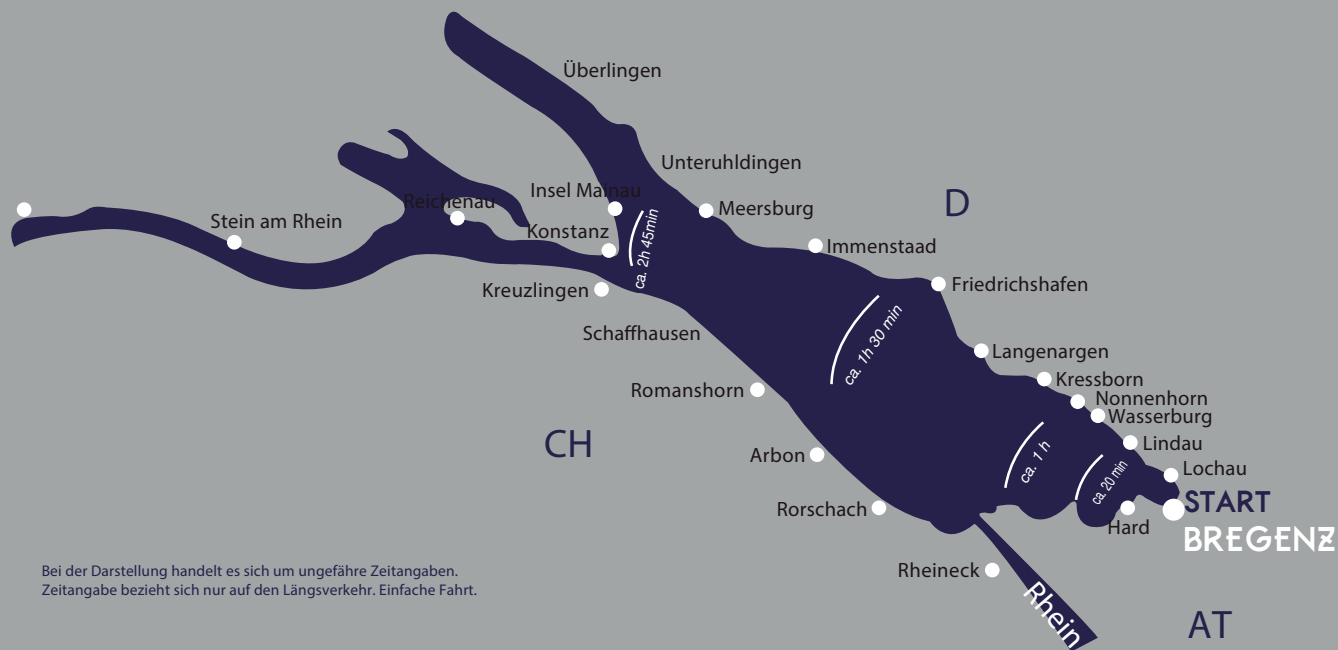 Überlingen
Unteruhldingen
Insel Mainau
Reichenau
Meersburg
D
Stein am Rhein
Konstanz
ca. 2h 45min
Immenstaad
Kreuzlingen
Friedrichshafen
Schaffhausen
ca. 1h 30 min
Langenargen
Romanshorn
Kressborn
Nonnenhorn
Wasserburg
CH
Lindau
Arbon
ca. 1 h
ca. 20 min
Lochau
START
Rorschach
Hard
BREGENZ
Rheineck
Bei der Darstellung handelt es sich um ungefähre Zeitangaben.
Zeitangabe bezieht sich nur auf den Längsverkehr. Einfache Fahrt.
Rhein
AT